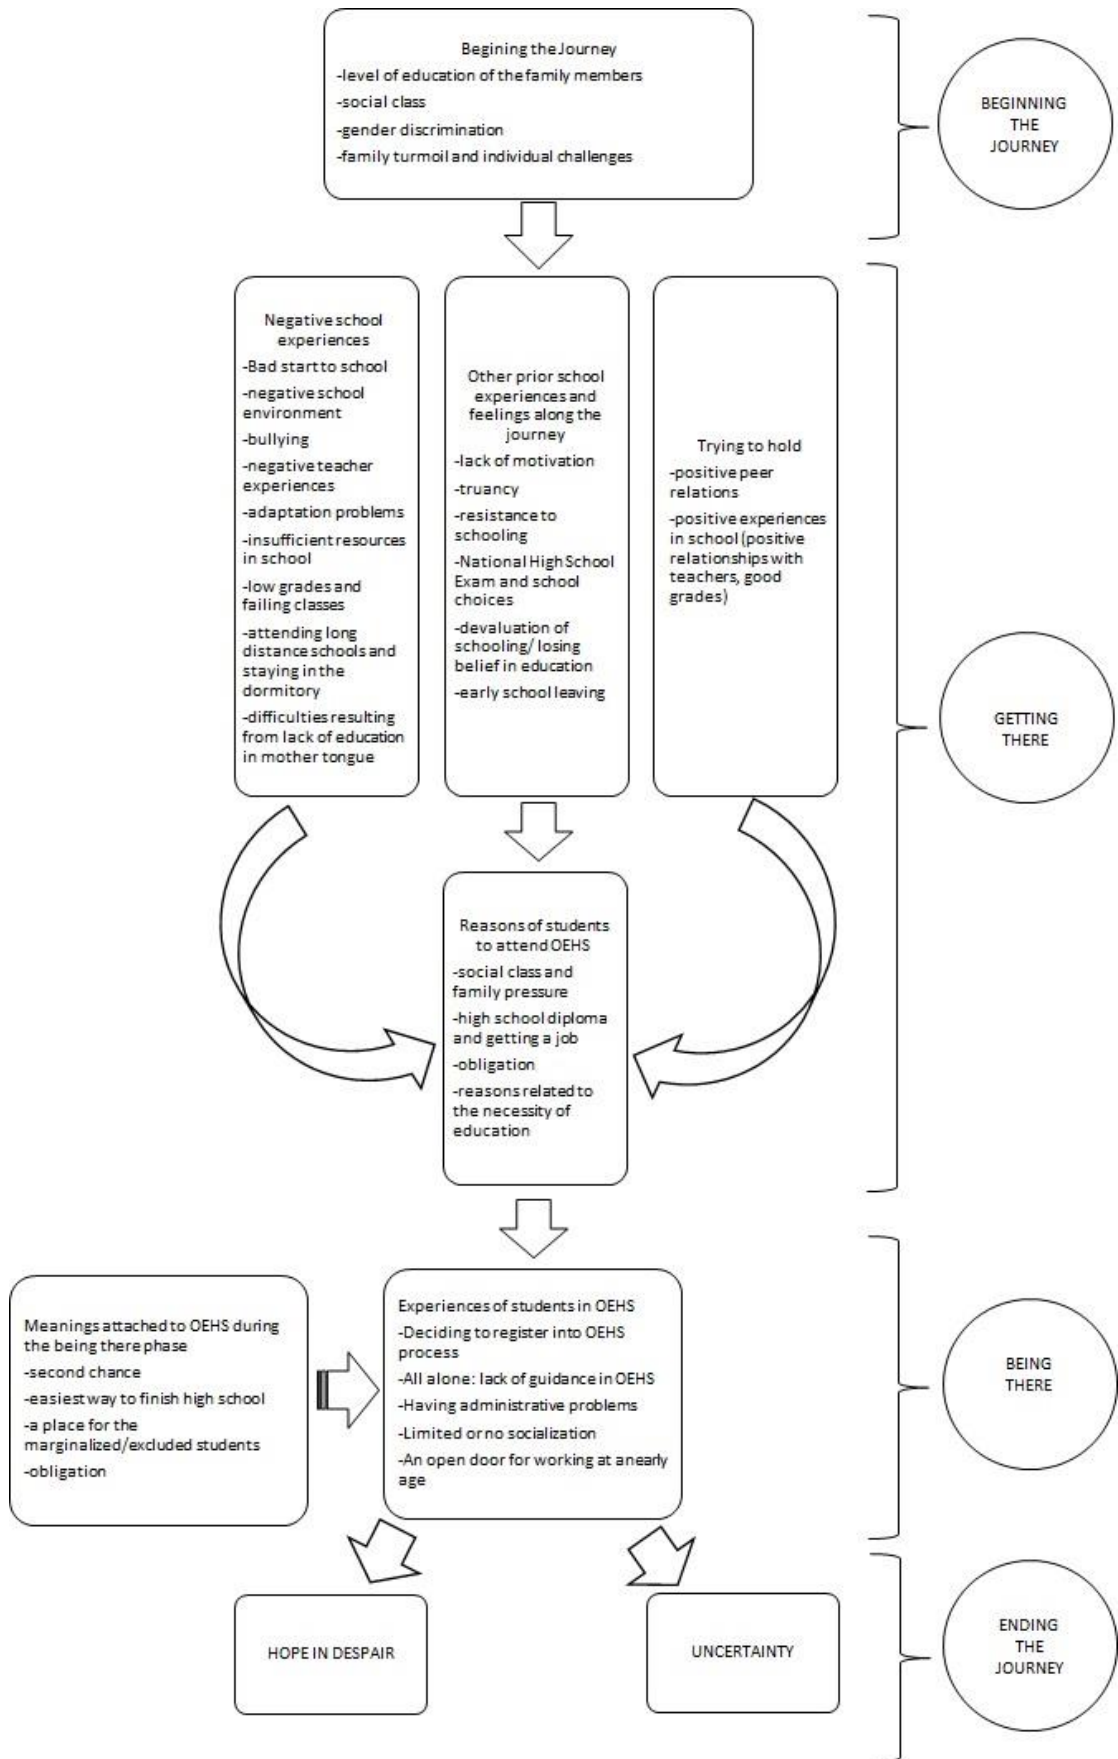 Begining the Journey
-level of education of the family members
-social class
-gender discrimination
-family turmoil and individual challenges
BEGINNING
THE
JOURNEY
Negative school
experiences
-Bad start to school
-negative school
environment
-bullying
-negative teacher
experiences
-adaptation problems
-insufficient resources
in school
-low grades and
failing classes
-attending long
distance schools and
staying in the
dormitory
-difficulties resulting
from lack of education
in mother tongue
Other prior school
experiences and
feelings along the
journey
-lack of motivation
-truancy
-resistance to
schooling
-National High School
Exam and school
choices
-devaluation of
schooling/ losing
belief in education
-early school leaving
Trying to hold
-positive peer
relations
-positive experiences
in school (positive
relationships with
teachers, good
grades)
GETTING
THERE
Reasons of students
to attend OEHS
-social class and
family pressure
-high school diploma
and getting a job
-obligation
-reasons related to
the necessity of
education
Meanings attached to OEHS during
the being there phase
-second chance
-easiest way to finish high school
-a place for the
marginalized/excluded students
-obligation
Experiences of students in OEHS
-Deciding to register into OEHS
process
-All alone: lack of guidance in OEHS
-Having administrative problems
-Limited or no socialization
-An open door for working at anearly
age
BEING
THERE
HOPE IN DESPAIR
UNCERTAINTY
ENDING
THE
JOURNEY